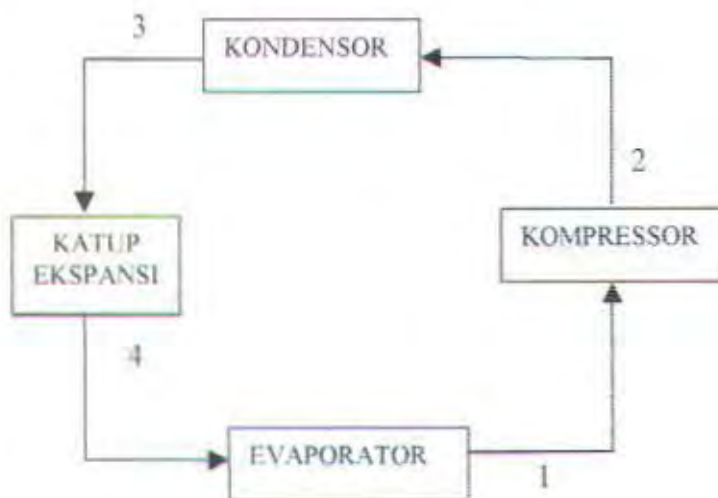 3
KONDENSOR
2
KATUP
EKSPANSI
KOMPRESSOR
4
EVAPORATOR
1